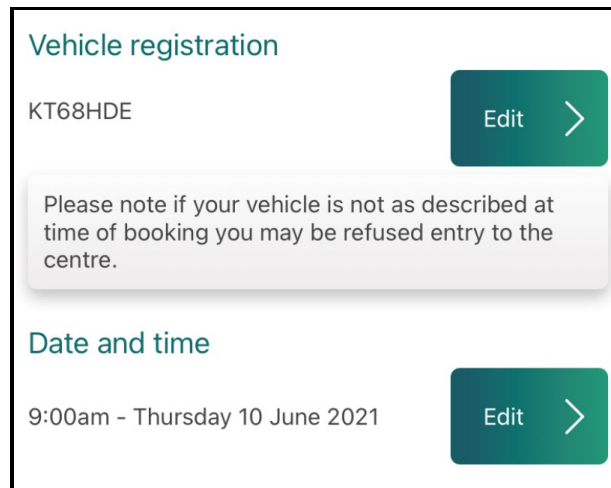 Vehicle registration
KT68HDE
Edit
Please note if your vehicle is not as described at
time of booking you may be refused entry to the
centre.
Date and time
9:00am - Thursday 10 June 2021
Edit